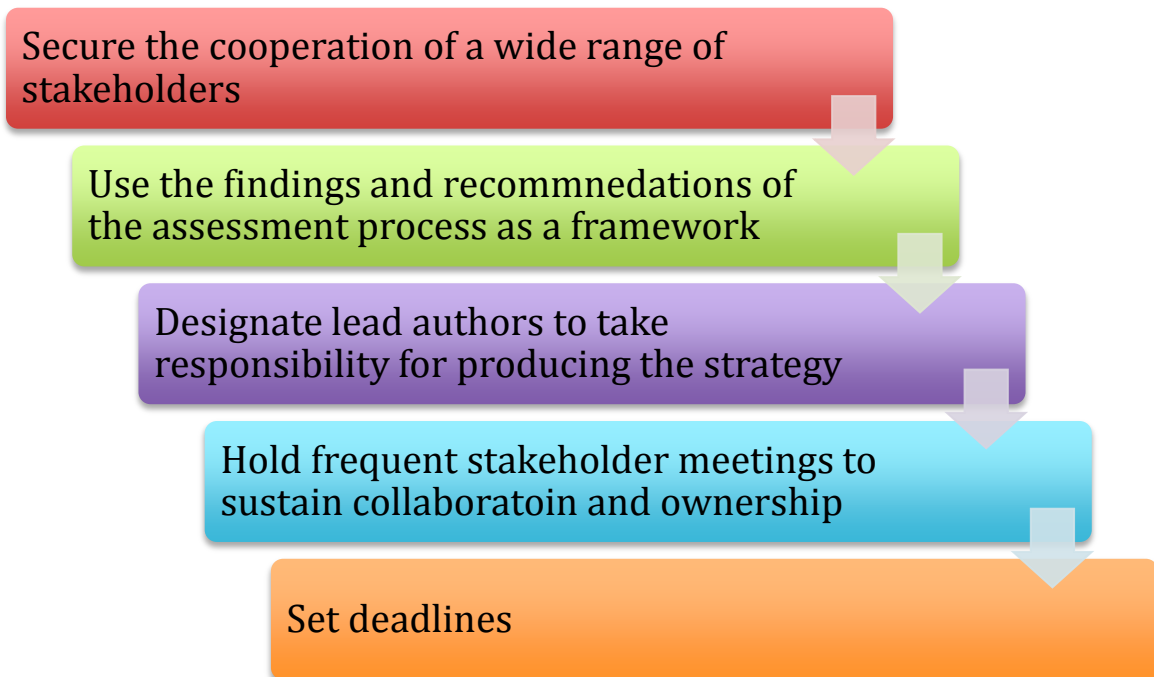 Secure the cooperation of a wide range of
stakeholders
Use the findings and recommnedations of
the assessment process as a framework
Designate lead authors to take
responsibility for producing the strategy
Hold frequent stakeholder meetings to
sustain collaboratoin and ownership
Set deadlines